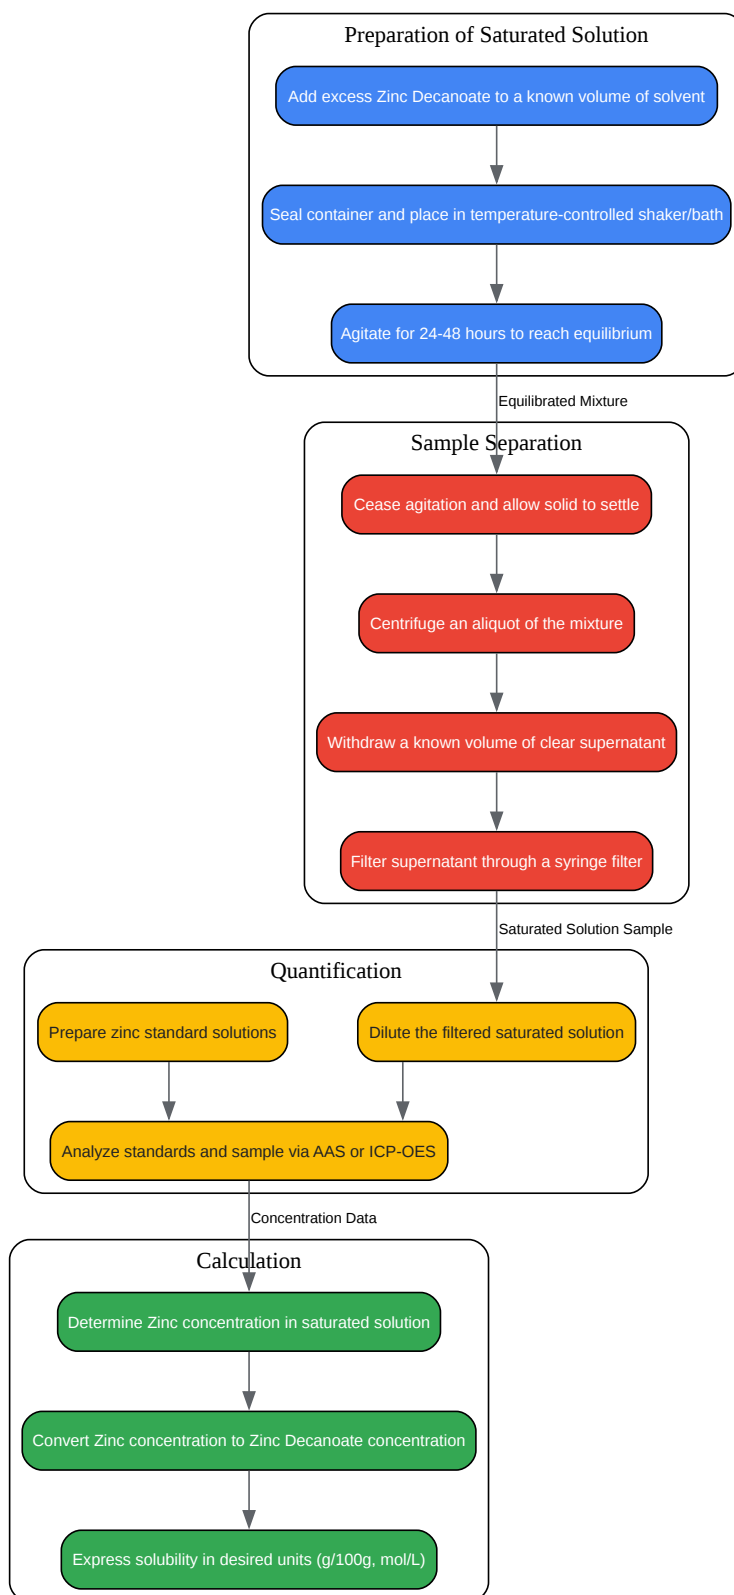 Preparation of Saturated Solution
Add excess Zinc Decanoate to a known volume of solvent
Seal container and place in temperature-controlled shaker/bath
Agitate for 24-48 hours to reach equilibrium
Equilibrated Mixture
Sample Separation
Cease agitation and allow solid to settle
Centrifuge an aliquot of the mixture
Withdraw a known volume of clear supernatant
Filter supernatant through a syringe filter
Saturated Solution Sample
Quantification
Prepare zinc standard solutions
Dilute the filtered saturated solution
Analyze standards and sample via AAS or ICP-OES
Concentration Data
Calculation
Determine Zinc concentration in saturated solution
Convert Zinc concentration to Zinc Decanoate concentration
Express solubility in desired units (g/100g, mol/L)